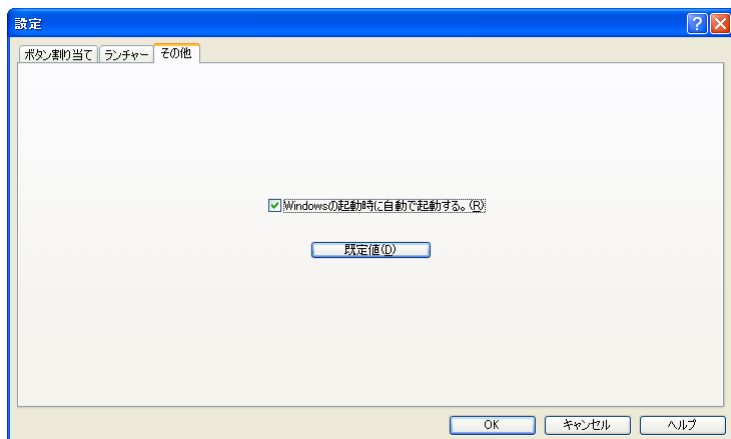 設定
ボタン割り当て ランチャー その他
Windowsの起動時に自動で起動する。(R)
既定値(D)
OK キャンセル ヘルプ